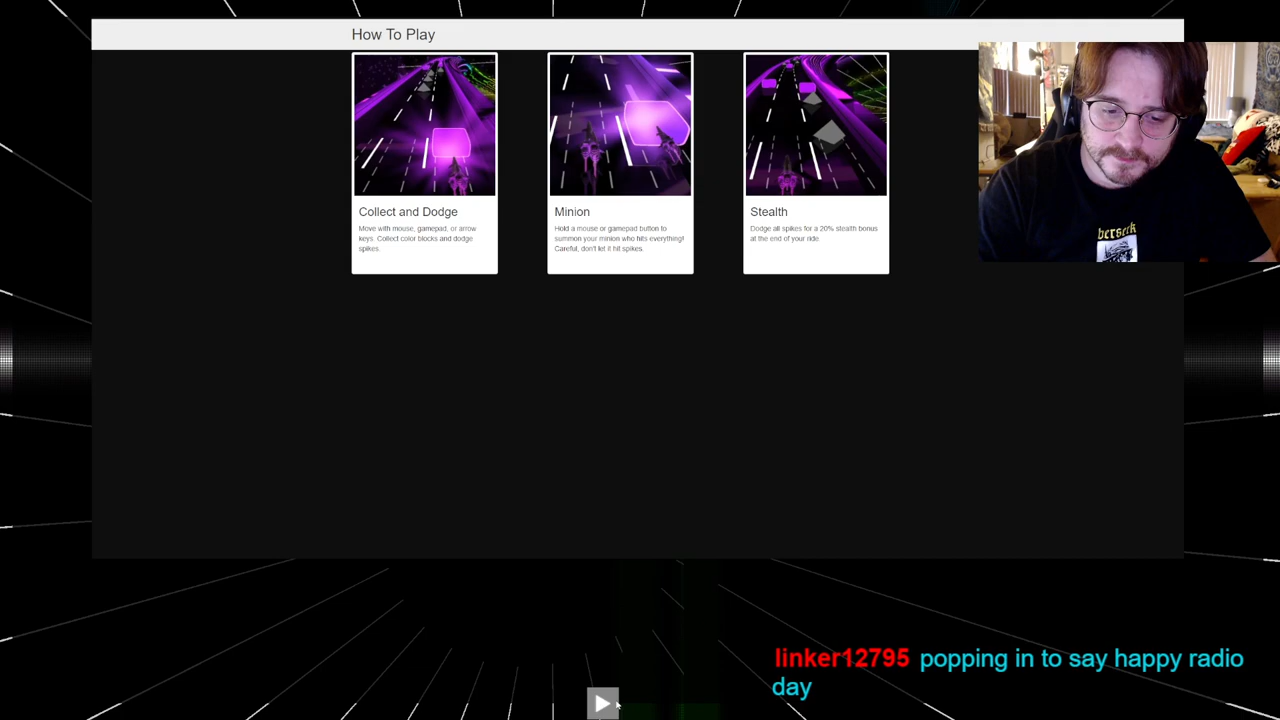 How To Play
Collect and Dodge
Move with mouse, gamepad, or arrow
keys. Collect color blocks and dodge
spikes.
Minion
Hold a mouse or gamepad button to
summon your minion who hits everything!
Careful, don't let it hit spikes.
Stealth
Dodge all spikes for a 20% stealth bonus
at the end of your ride.
berserk
linker12795 popping in to say happy radio
day